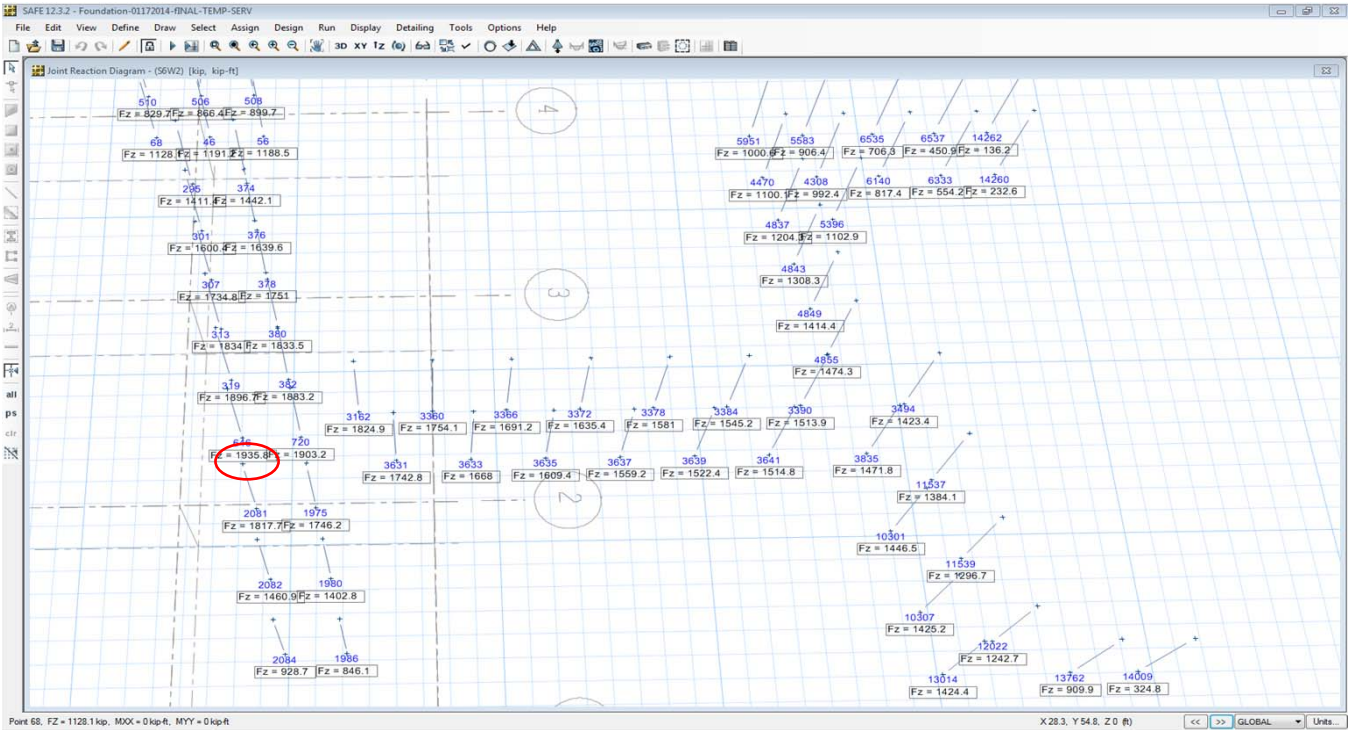 SAFE 12.3.2 - Foundation-01172014-fINAL-TEMP-SERV
File Edit View Define Draw Select Assign Design Run Display Detailing Tools Options Help
3D XY
Joint Reaction Diagram - (S6W2) [kip, kip-ft]
510 506 508
Fz = 829.7 Fz = 866.4 Fz = 899.7
4
68 46 56
Fz = 1128 Fz = 1191.2 Fz = 1188.5
5951 5583 6535 6537 14262
Fz = 1000.6 Fz = 906.4 Fz = 706.3 Fz = 450.9 Fz = 136.2
295 374
Fz = 1411.4 Fz = 1442.1
4470 4308 6140 6333 14260
Fz = 1100.1 Fz = 992.4 Fz = 817.4 Fz = 554.2 Fz = 232.6
301 376
Fz = 1600.4 Fz = 1639.6
4837 5396
Fz = 1204.3 Fz = 1102.9
307 378
Fz = 1734.8 Fz = 1751
3
4843
Fz = 1308.3
313 380
Fz = 1834 Fz = 1833.5
4849
Fz = 1414.4
4855
Fz = 1474.3
319 382
Fz = 1896.7 Fz = 1883.2
3162 3360 3366 3372 3378 3384 3390 3494
Fz = 1824.9 Fz = 1754.1 Fz = 1691.2 Fz = 1635.4 Fz = 1581 Fz = 1545.2 Fz = 1513.9 Fz = 1423.4
720
Fz = 1935.8 Fz = 1903.2
3631 3633 3635 3637 3639 3641 3835
Fz = 1742.8 Fz = 1668 Fz = 1609.4 Fz = 1559.2 Fz = 1522.4 Fz = 1514.8 Fz = 1471.8
2
11537
Fz = 1384.1
2081 1975
Fz = 1817.7 Fz = 1746.2
10301
Fz = 1446.5
11539
Fz = 1296.7
2082 1980
Fz = 1460.9 Fz = 1402.8
10307
Fz = 1425.2
12022
Fz = 1242.7
2084 1986
Fz = 928.7 Fz = 846.1
13014 13762 14009
Fz = 1424.4 Fz = 909.9 Fz = 324.8
all
ps
clr
Point 68, FZ = 1128.1 kip, MXX = 0 kip-ft, MYY = 0 kip-ft
X 28.3, Y 54.8, Z 0 (ft)
<< >> GLOBAL Units...